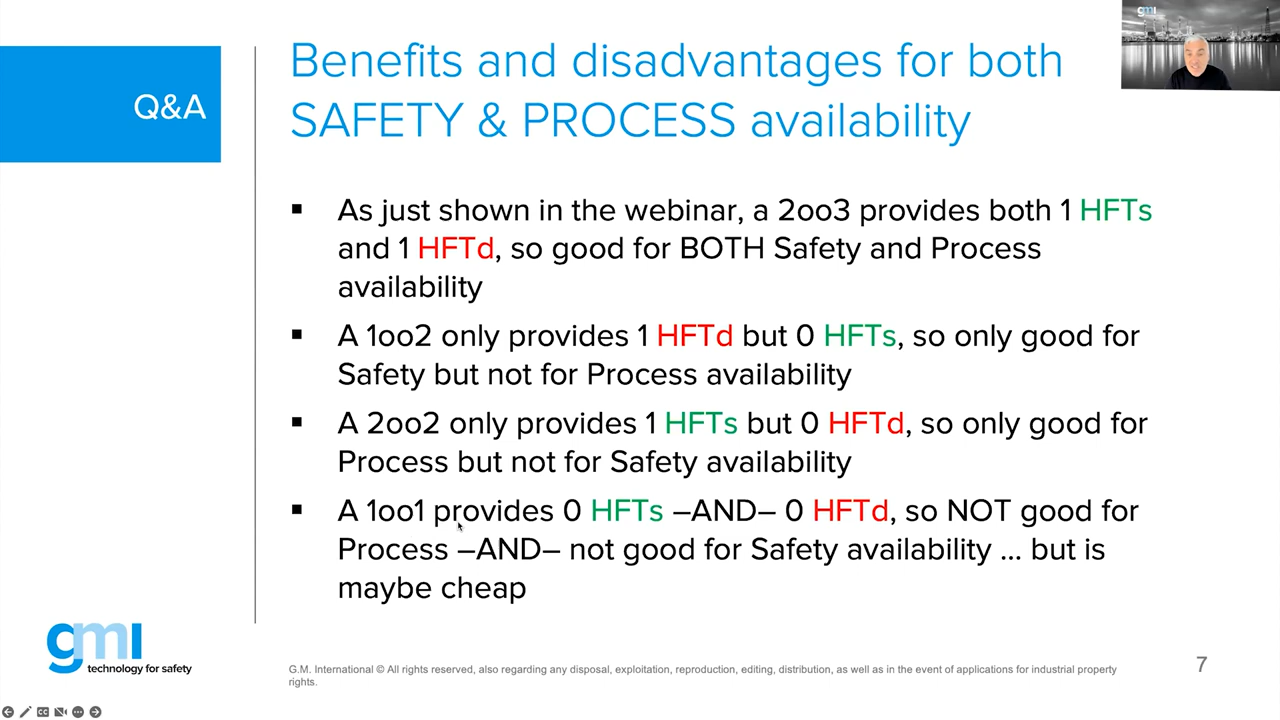 Q&A
Benefits and disadvantages for both
SAFETY & PROCESS availability
▪ As just shown in the webinar, a 2oo3 provides both 1 HFTs
and 1 HFTd, so good for BOTH Safety and Process
availability
▪ A 1oo2 only provides 1 HFTd but 0 HFTs, so only good for
Safety but not for Process availability
▪ A 2oo2 only provides 1 HFTs but 0 HFTd, so only good for
Process but not for Safety availability
▪ A 1oo1 provides 0 HFTs –AND– 0 HFTd, so NOT good for
Process –AND– not good for Safety availability ... but is
maybe cheap
gmi
technology for safety
G.M. International © All rights reserved, also regarding any disposal, exploitation, reproduction, editing, distribution, as well as in the event of applications for industrial property
rights.
7
gmi
CC